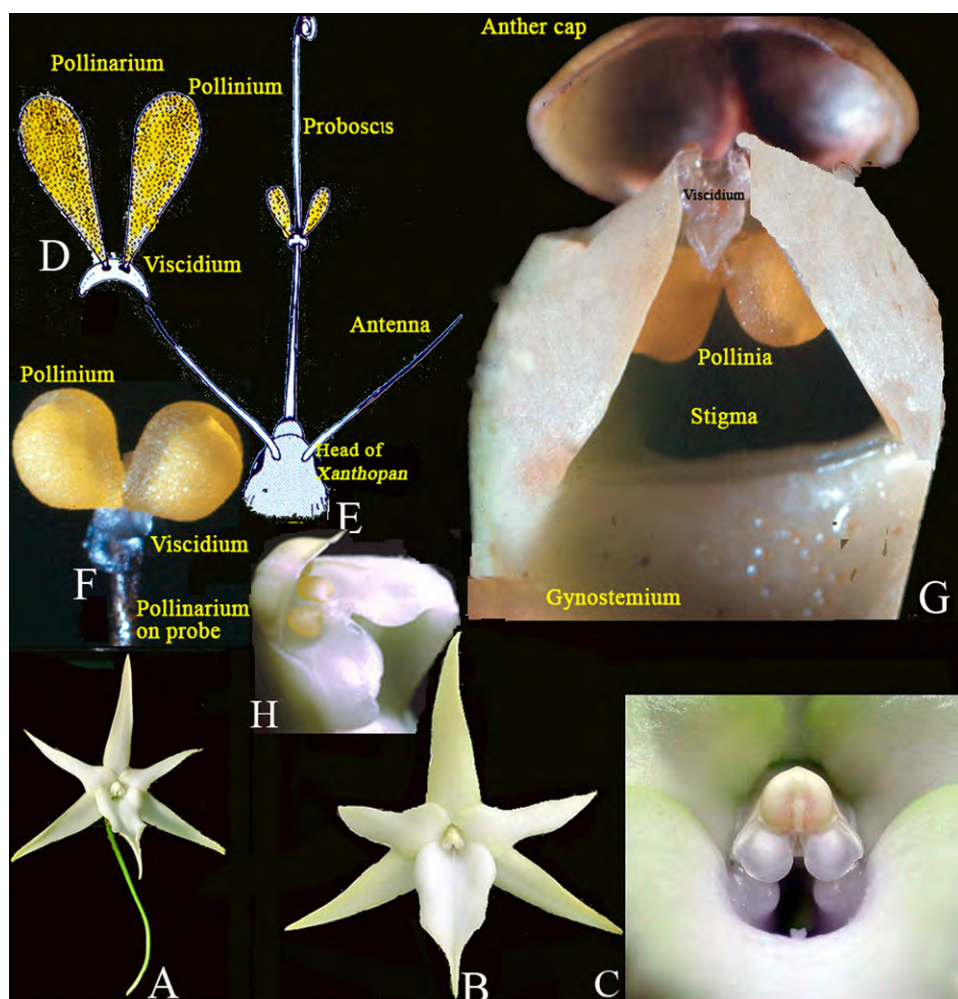 Anther cap
Pollinarium
Pollinium
Proboscis
Viscidium
D
Viscidium
Antenna
Pollinium
Pollinia
Stigma
Head of
Xanthopan
E
Viscidium
F
Gynostemium
G
Pollinarium
on probe
H
A
B
C